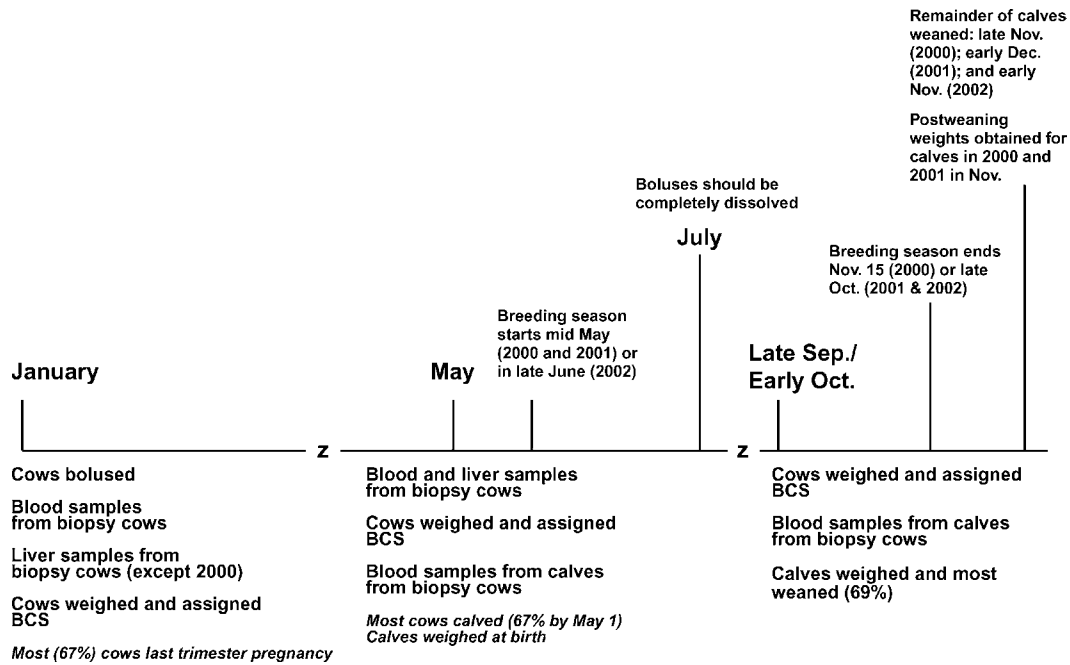 Remainder of calves
weaned: late Nov.
(2000); early Dec.
(2001); and early
Nov. (2002)
Postweaning
weights obtained for
calves in 2000 and
2001 in Nov.
Boluses should be
completely dissolved
July
Breeding season ends
Nov. 15 (2000) or late
Oct. (2001 & 2002)
Breeding season
starts mid May
(2000 and 2001) or
in late June (2002)
Late Sep./
Early Oct.
January
May
z
z
Cows bolused
Blood samples
from biopsy cows
Liver samples from
biopsy cows (except 2000)
Cows weighed and assigned
BCS
Most (67%) cows last trimester pregnancy
Blood and liver samples
from biopsy cows
Cows weighed and assigned
BCS
Blood samples from calves
from biopsy cows
Most cows calved (67% by May 1)
Calves weighed at birth
Cows weighed and assigned
BCS
Blood samples from calves
from biopsy cows
Calves weighed and most
weaned (69%)